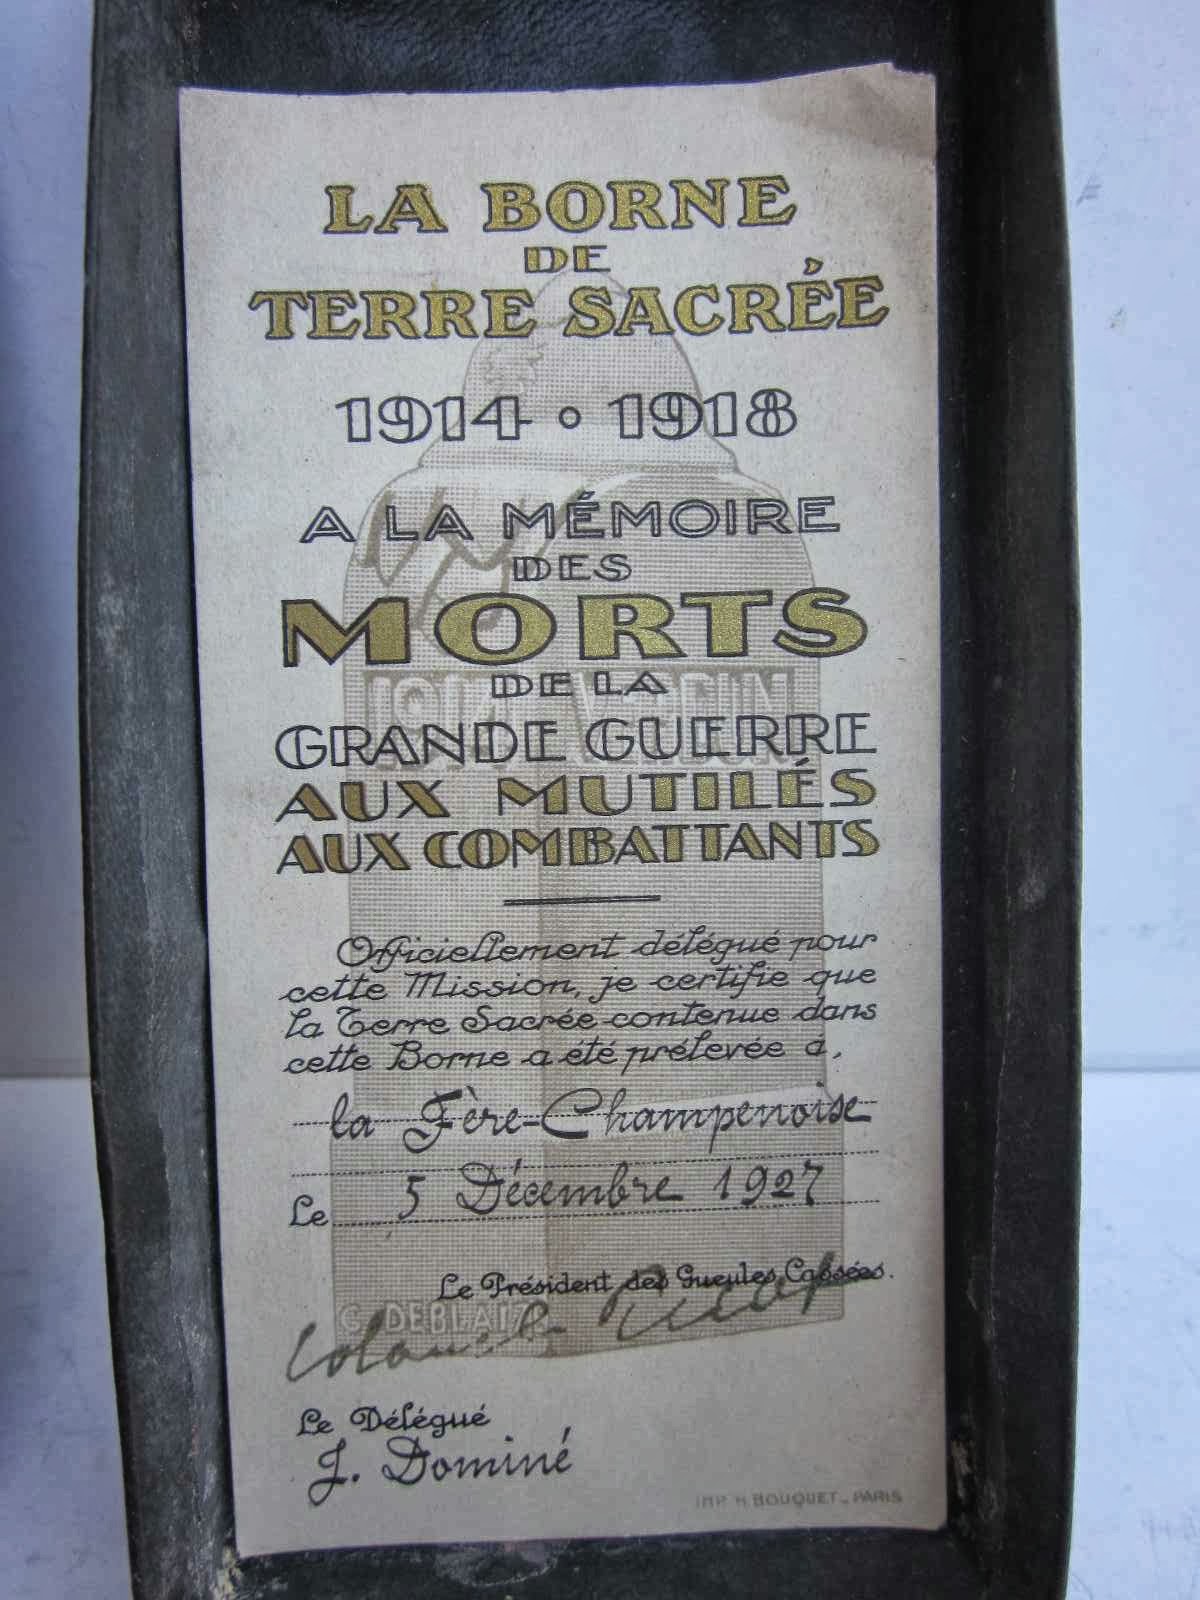 LA BORNE
DE
TERRE SACRÉE
1914 • 1918
A LA MÉMOIRE
DES
MORTS
DE LA
GRANDE GUERRE
AUX MUTILÉS
AUX COMBATTANTS
Officiellement délégué pour
cette Mission, je certifie que
la Terre Sacrée contenue dans
cette Borne a été prélevée à,
la Fère-Champenoise
Le 5 Décembre 1927
Le Président des Gueules Cassées.
G. DEBLAIZE
Colonel Picot
Le Délégué
J. Dominé
IMP. H. BOUQUET - PARIS